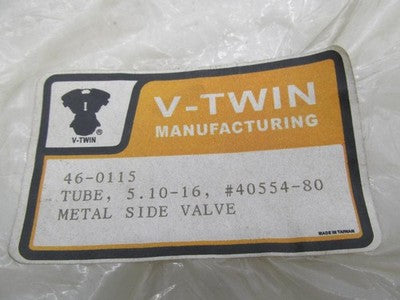 I
®
V-TWIN
V-TWIN
MANUFACTURING
46-0115
TUBE, 5.10-16, #40554-80
METAL SIDE VALVE
MADE IN TAIWAN